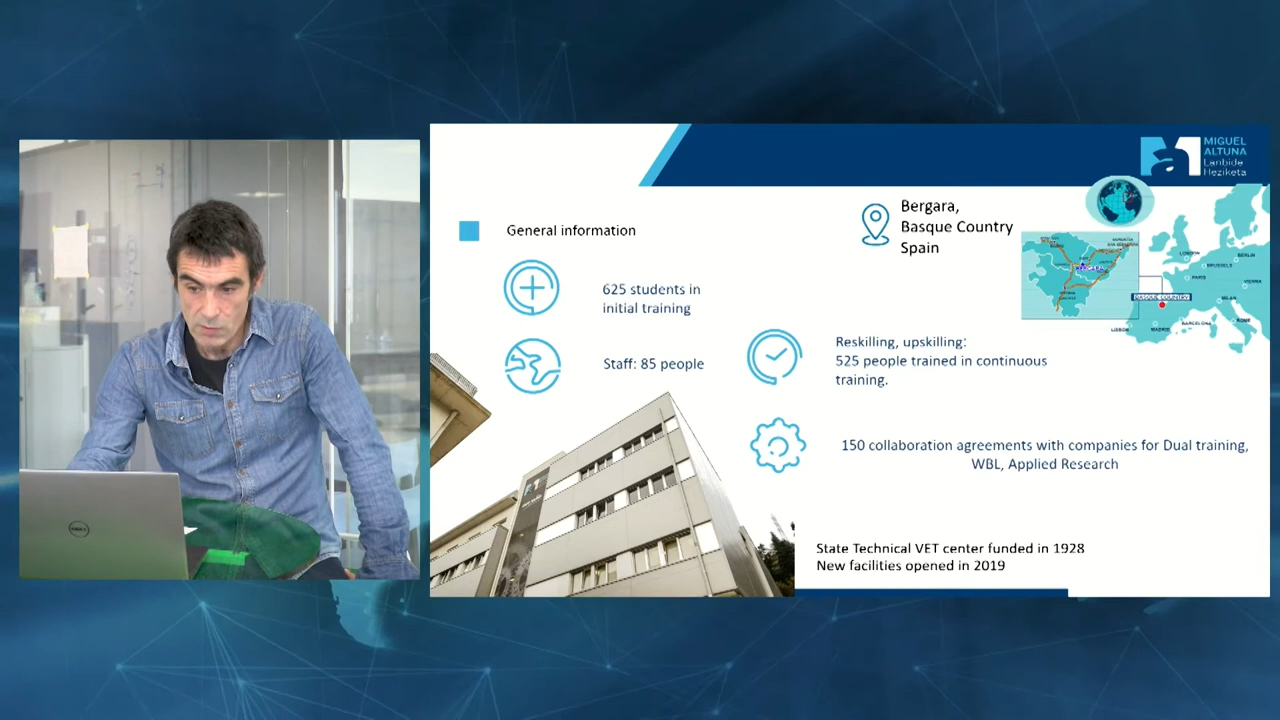 MIGUEL
ALTUNA
Lanbide
Heziketa
General information
Bergara,
Basque Country
Spain
625 students in
initial training
Staff: 85 people
Reskilling, upskilling:
525 people trained in continuous
training.
150 collaboration agreements with companies for Dual training,
WBL, Applied Research
State Technical VET center funded in 1928
New facilities opened in 2019
BERGARA
BASQUE COUNTRY
LONDON
BERLIN
BRUSSELS
PARIS
VIENNA
MILAN
ROME
BARCELONA
MADRID
LISBON
DELL